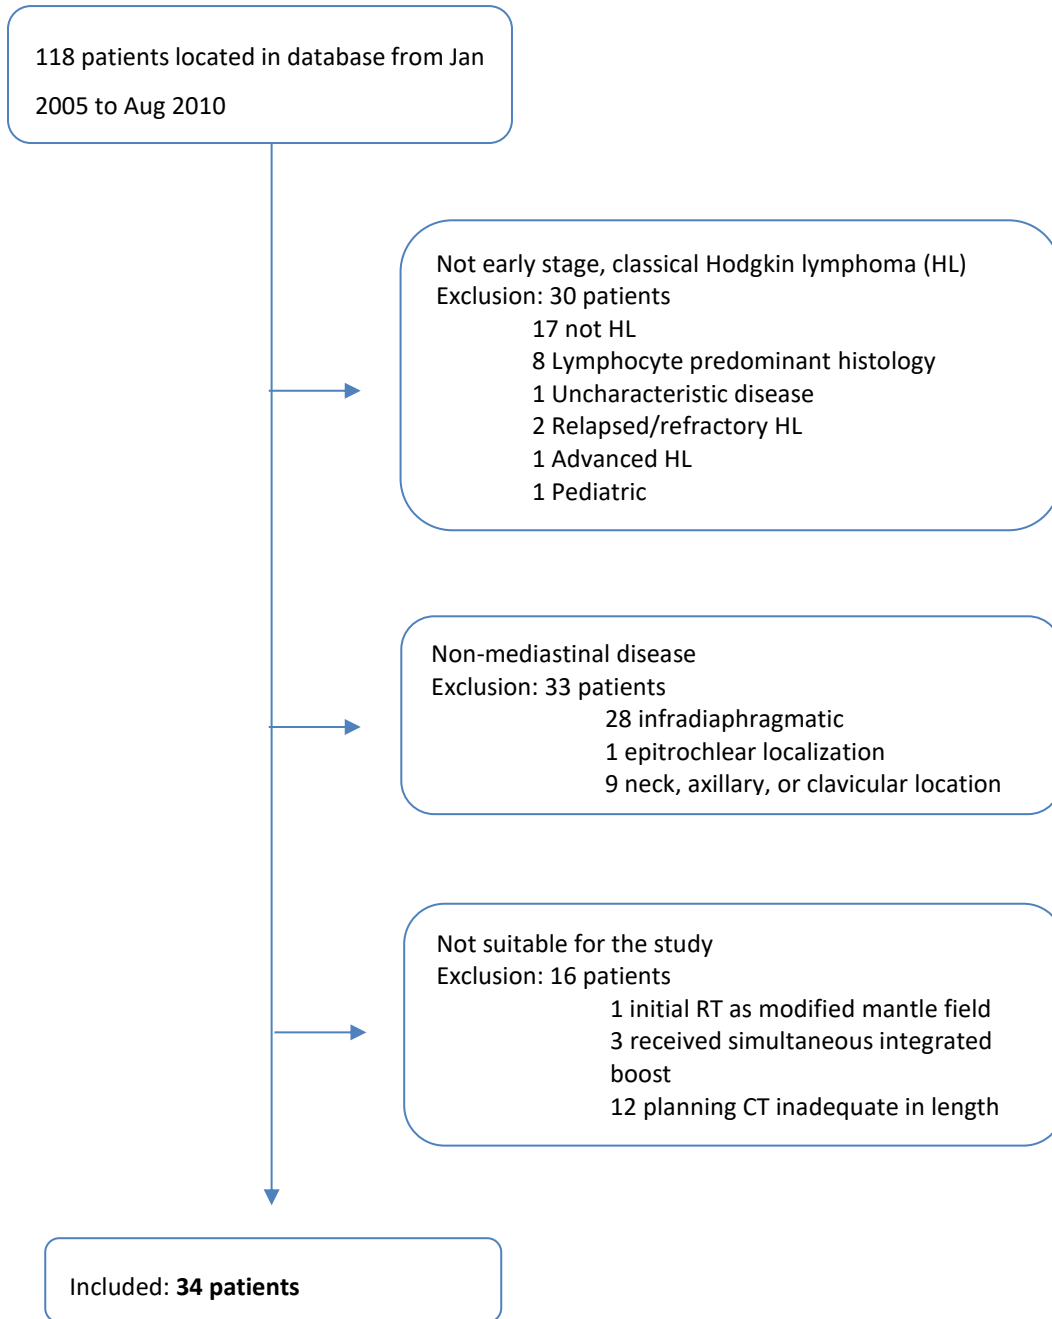 118 patients located in database from Jan
2005 to Aug 2010
Not early stage, classical Hodgkin lymphoma (HL)
Exclusion: 30 patients
17 not HL
8 Lymphocyte predominant histology
1 Uncharacteristic disease
2 Relapsed/refractory HL
1 Advanced HL
1 Pediatric
Non-mediastinal disease
Exclusion: 33 patients
28 infradiaphragmatic
1 epitrochlear localization
9 neck, axillary, or clavicular location
Not suitable for the study
Exclusion: 16 patients
1 initial RT as modified mantle field
3 received simultaneous integrated
boost
12 planning CT inadequate in length
Included: 34 patients